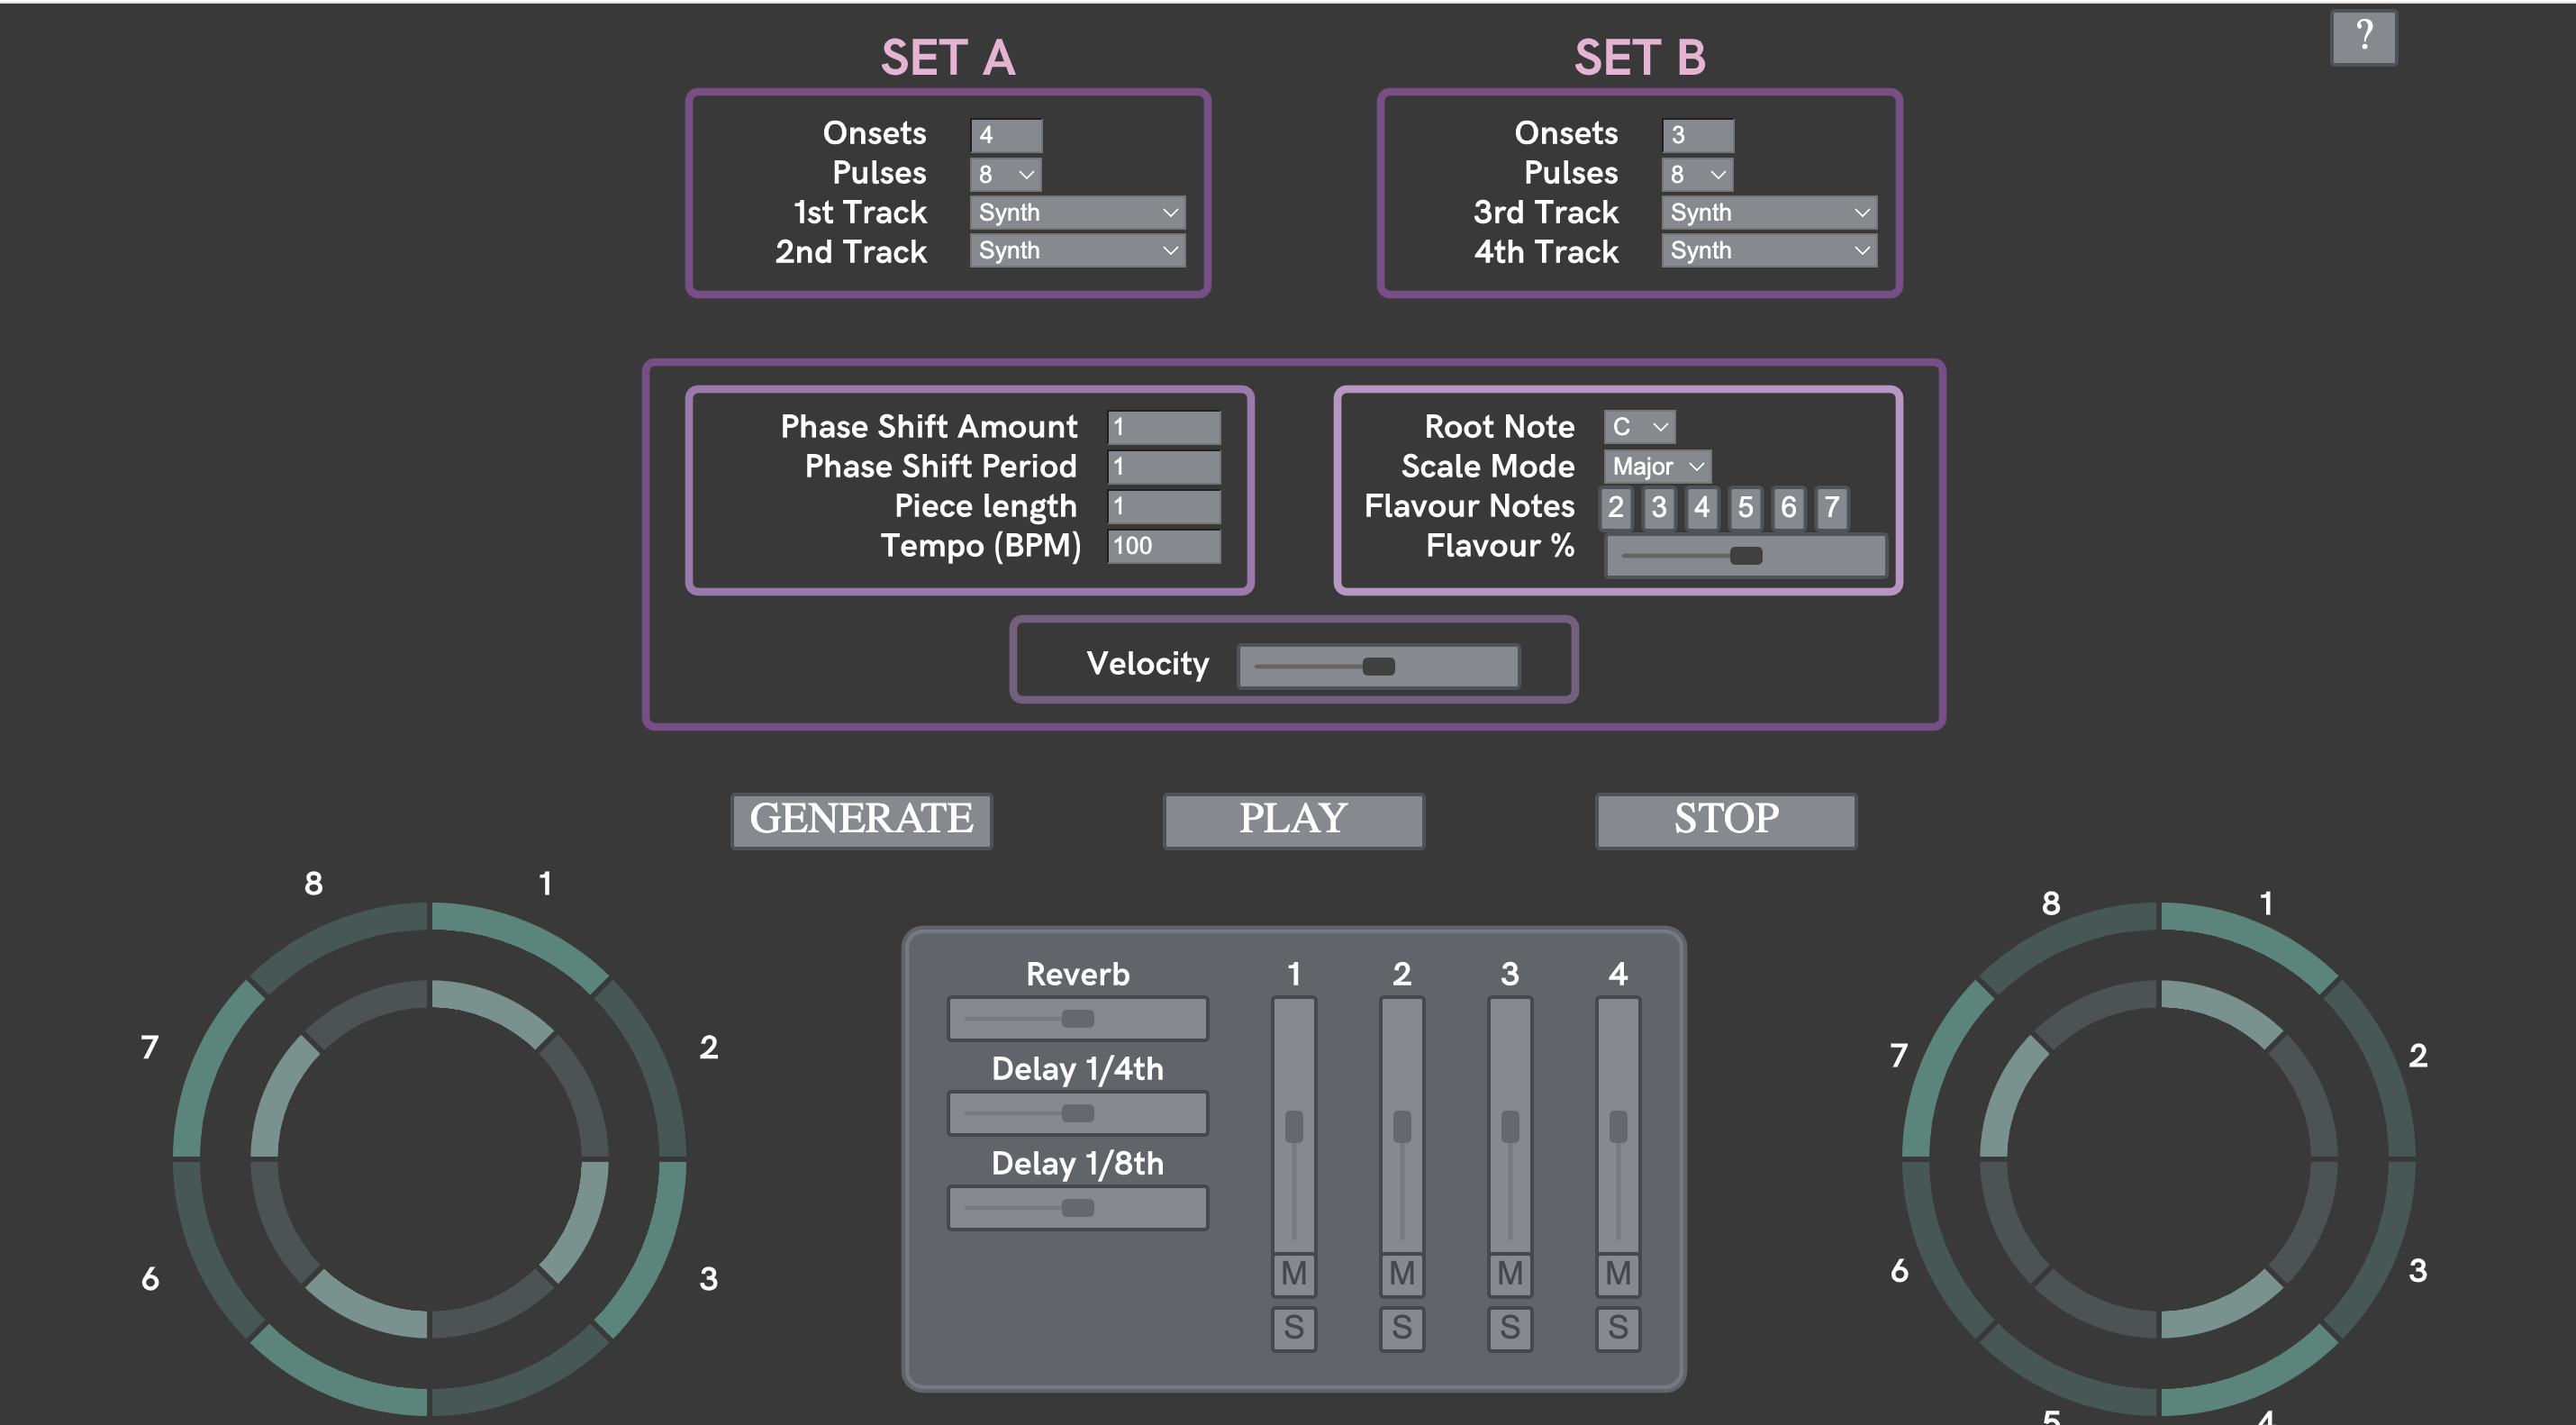 ?
SET A
SET B
Onsets 4
Pulses 8
1st Track Synth
2nd Track Synth
Onsets 3
Pulses 8
3rd Track Synth
4th Track Synth
Phase Shift Amount 1
Phase Shift Period 1
Piece length 1
Tempo (BPM) 100
Root Note C
Scale Mode Major
Flavour Notes 2 3 4 5 6 7
Flavour %
Velocity
GENERATE PLAY STOP
8 1
7 2
6 3
Reverb
Delay 1/4th
Delay 1/8th
1 2 3 4
M M M M
S S S S
8 1
7 2
6 3
5 4